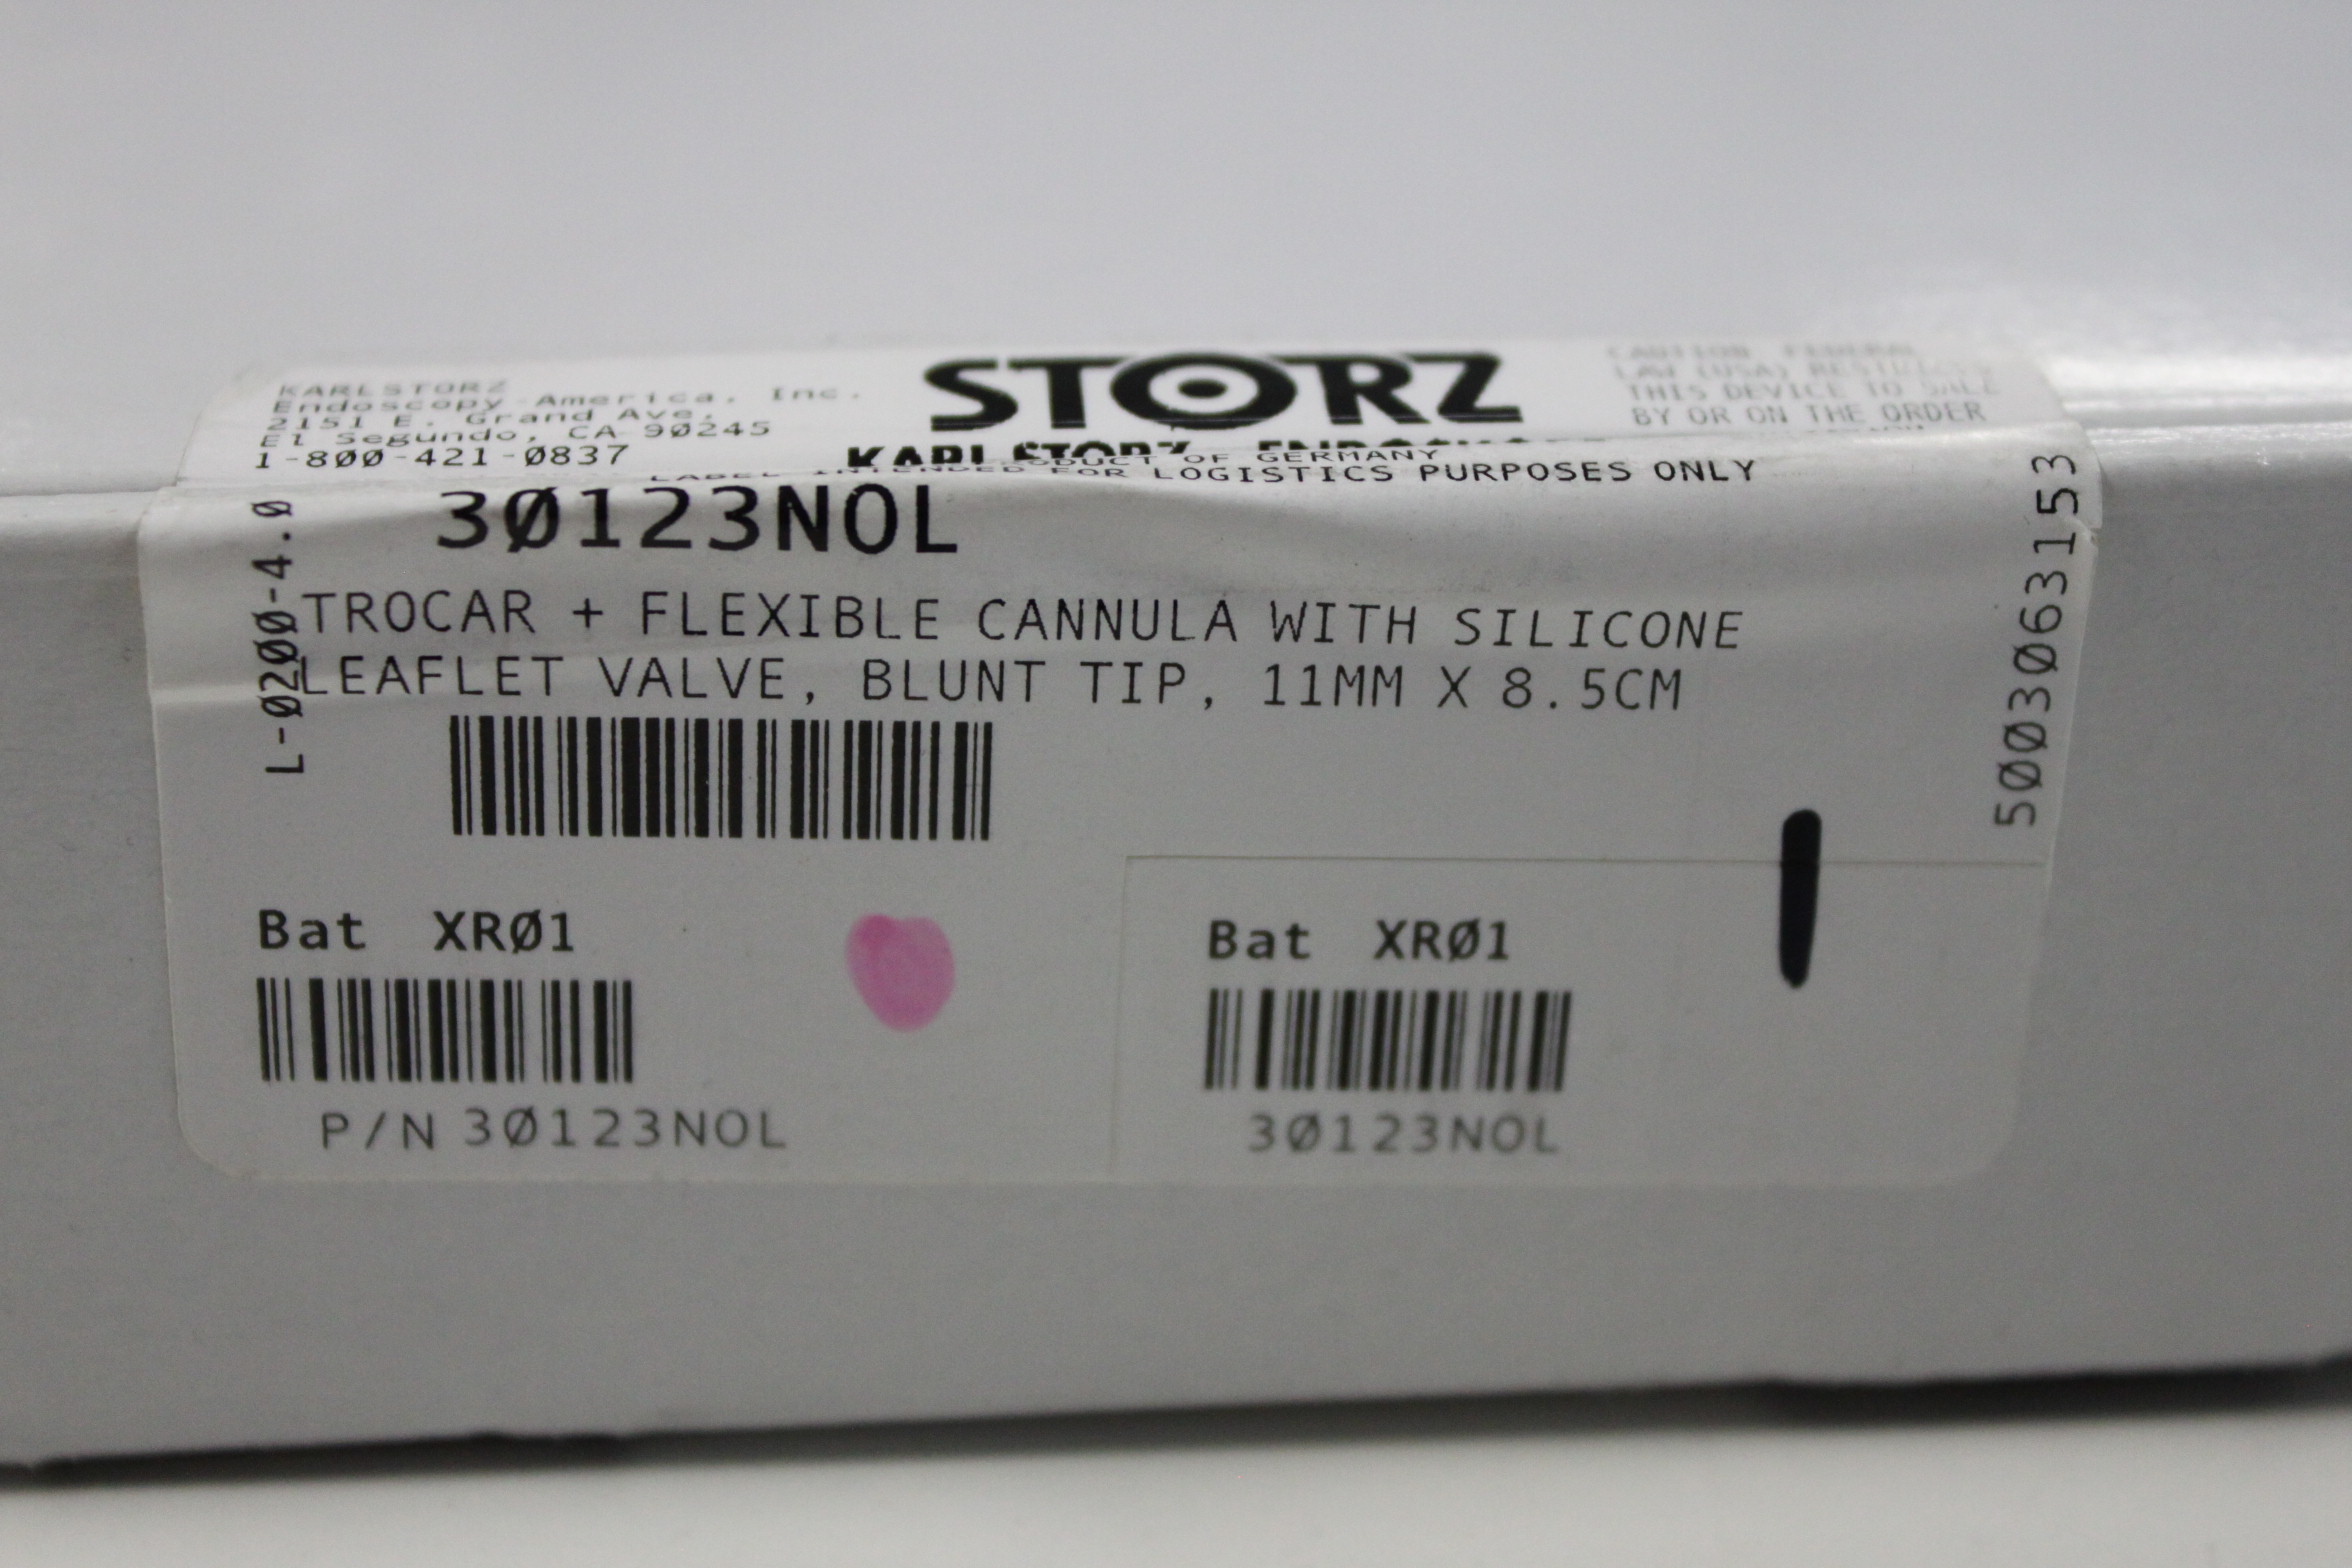 KARL STORZ
Endoscopy-America, Inc.
2151 E. Grand Ave.
El Segundo, CA 90245
1-800-421-0837
STORZ
KARL STORZ
CAUTION FEDERAL
LAW (USA) RESTRICTS
THIS DEVICE TO SALE
BY OR ON THE ORDER
PRODUCT OF GERMANY
LABEL INTENDED FOR LOGISTICS PURPOSES ONLY
L-0200-4.0
30123NOL
TROCAR + FLEXIBLE CANNULA WITH SILICONE
LEAFLET VALVE, BLUNT TIP, 11MM X 8.5CM
5003063153
Bat XR01
P/N 30123NOL
Bat XR01
30123NOL